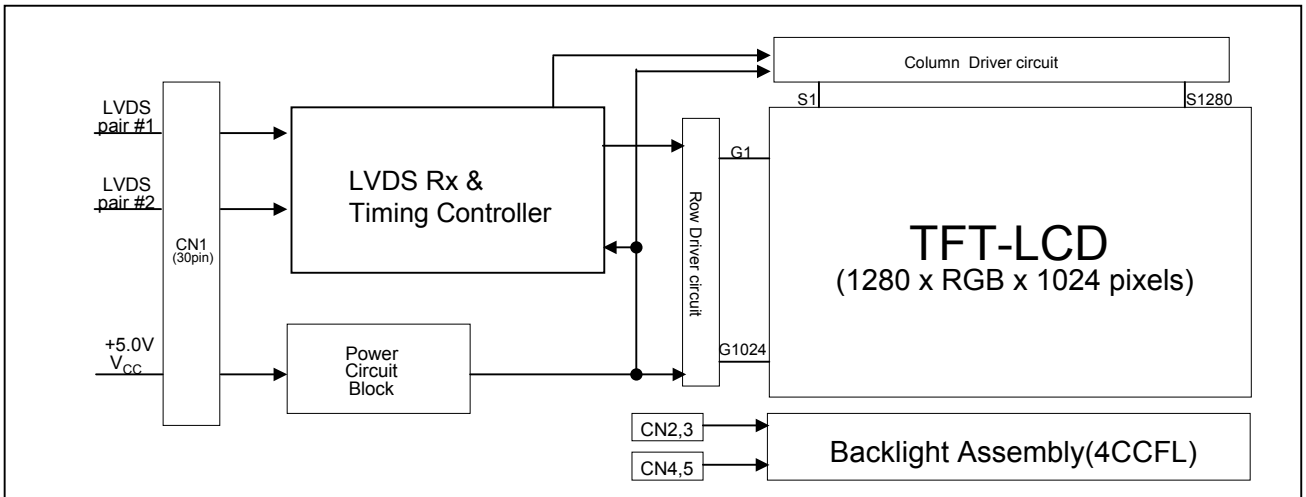 Column  Driver circuit
S1
S1280
LVDS
pair #1
LVDS
pair #2
CN1
(30pin)
LVDS Rx &
Timing Controller
G1
Row Driver circuit
G1024
TFT-LCD
(1280 x RGB x 1024 pixels)
+5.0V
VCC
Power
Circuit
Block
CN2,3
CN4,5
Backlight Assembly(4CCFL)